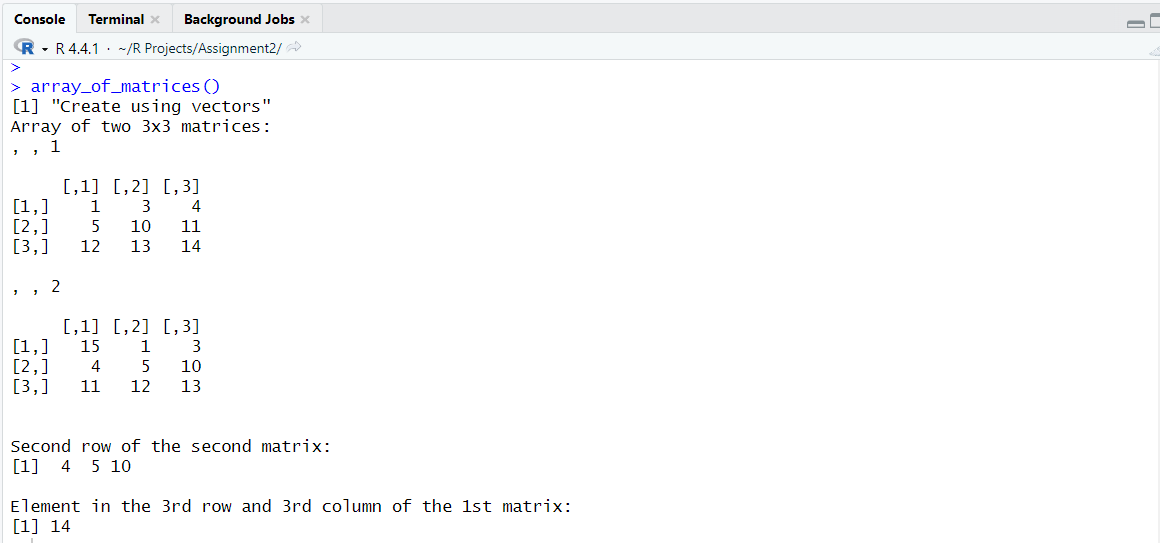 Console Terminal Background Jobs
R R 4.4.1 · ~/R Projects/Assignment2/
>
> array_of_matrices()
[1] "Create using vectors"
Array of two 3x3 matrices:
, , 1
     [,1] [,2] [,3]
[1,]    1    3    4
[2,]    5   10   11
[3,]   12   13   14
, , 2
     [,1] [,2] [,3]
[1,]   15    1    3
[2,]    4    5   10
[3,]   11   12   13
Second row of the second matrix:
[1]  4  5 10
Element in the 3rd row and 3rd column of the 1st matrix:
[1] 14